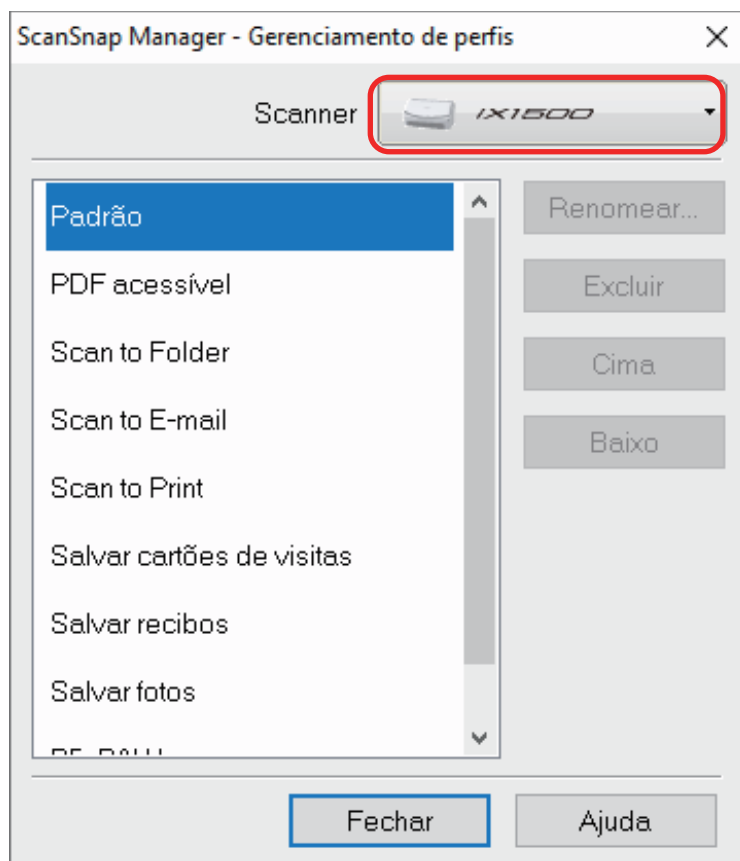 ScanSnap Manager - Gerenciamento de perfis
Scanner iX1500
Padrão
Renomear...
PDF acessível
Excluir
Scan to Folder
Cima
Scan to E-mail
Baixo
Scan to Print
Salvar cartões de visitas
Salvar recibos
Salvar fotos
Fechar
Ajuda